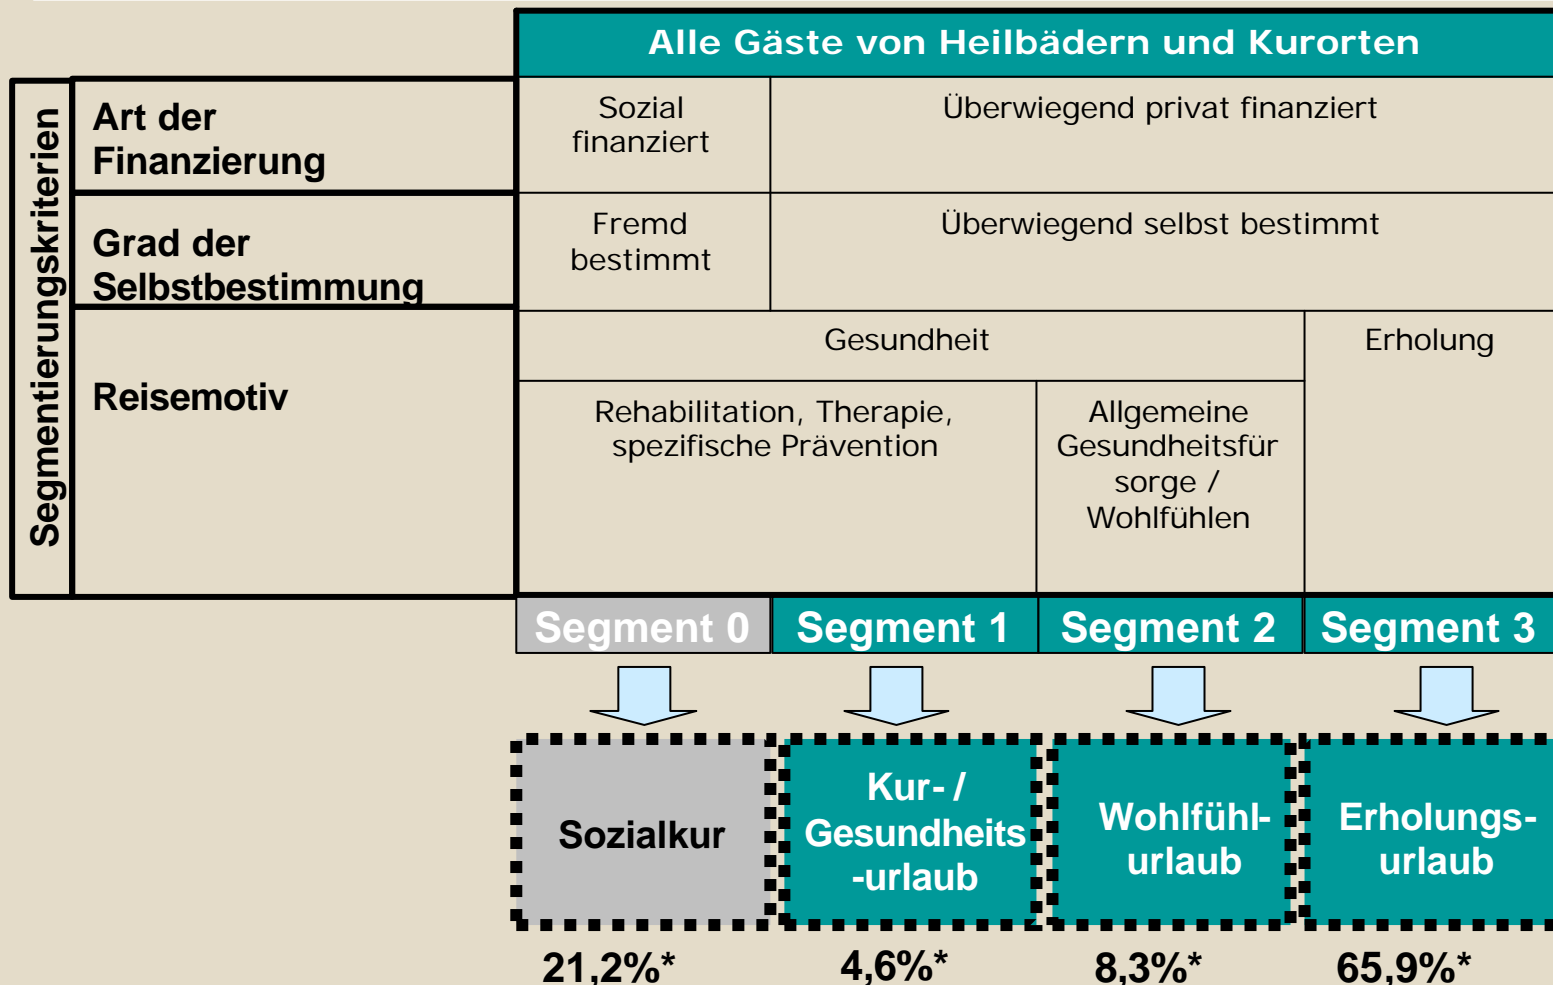 Alle Gäste von Heilbädern und Kurorten
Segmentierungskriterien
Art der
Finanzierung
Sozial
finanziert
Überwiegend privat finanziert
Grad der
Selbstbestimmung
Fremd
bestimmt
Überwiegend selbst bestimmt
Reisemotiv
Gesundheit
Erholung
Rehabilitation, Therapie,
spezifische Prävention
Allgemeine
Gesundheitsfür
sorge /
Wohlfühlen
Segment 0
Segment 1
Segment 2
Segment 3
Sozialkur
Kur- /
Gesundheits
-urlaub
Wohlfühl-
urlaub
Erholungs-
urlaub
21,2%*
4,6%*
8,3%*
65,9%*